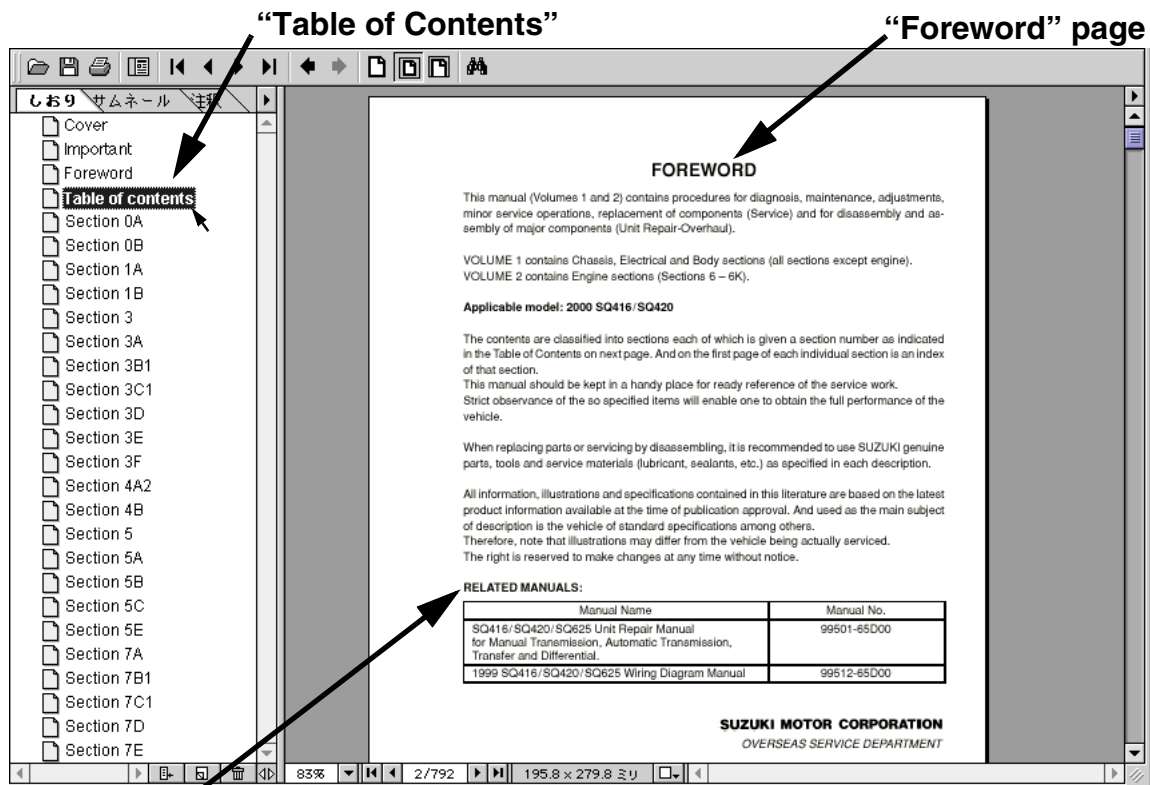 “Table of Contents”
“Foreword” page
しおり サムネール 注釈
Cover
Important
Foreword
Table of contents
Section 0A
Section 0B
Section 1A
Section 1B
Section 3
Section 3A
Section 3B1
Section 3C1
Section 3D
Section 3E
Section 3F
Section 4A2
Section 4B
Section 5
Section 5A
Section 5B
Section 5C
Section 5E
Section 7A
Section 7B1
Section 7C1
Section 7D
Section 7E
FOREWORD
This manual (Volumes 1 and 2) contains procedures for diagnosis, maintenance, adjustments,
minor service operations, replacement of components (Service) and for disassembly and as-
sembly of major components (Unit Repair-Overhaul).
VOLUME 1 contains Chassis, Electrical and Body sections (all sections except engine).
VOLUME 2 contains Engine sections (Sections 6 – 6K).
Applicable model: 2000 SQ416/SQ420
The contents are classified into sections each of which is given a section number as indicated
in the Table of Contents on next page. And on the first page of each individual section is an index
of that section.
This manual should be kept in a handy place for ready reference of the service work.
Strict observance of the so specified items will enable one to obtain the full performance of the
vehicle.
When replacing parts or servicing by disassembling, it is recommended to use SUZUKI genuine
parts, tools and service materials (lubricant, sealants, etc.) as specified in each description.
All information, illustrations and specifications contained in this literature are based on the latest
product information available at the time of publication approval. And used as the main subject
of description is the vehicle of standard specifications among others.
Therefore, note that illustrations may differ from the vehicle being actually serviced.
The right is reserved to make changes at any time without notice.
RELATED MANUALS:
Manual Name Manual No.
SQ416/SQ420/SQ625 Unit Repair Manual 99501-65D00
for Manual Transmission, Automatic Transmission,
Transfer and Differential.
1999 SQ416/SQ420/SQ625 Wiring Diagram Manual 99512-65D00
SUZUKI MOTOR CORPORATION
OVERSEAS SERVICE DEPARTMENT
83% 2/792 195.8 x 279.8 ミリ